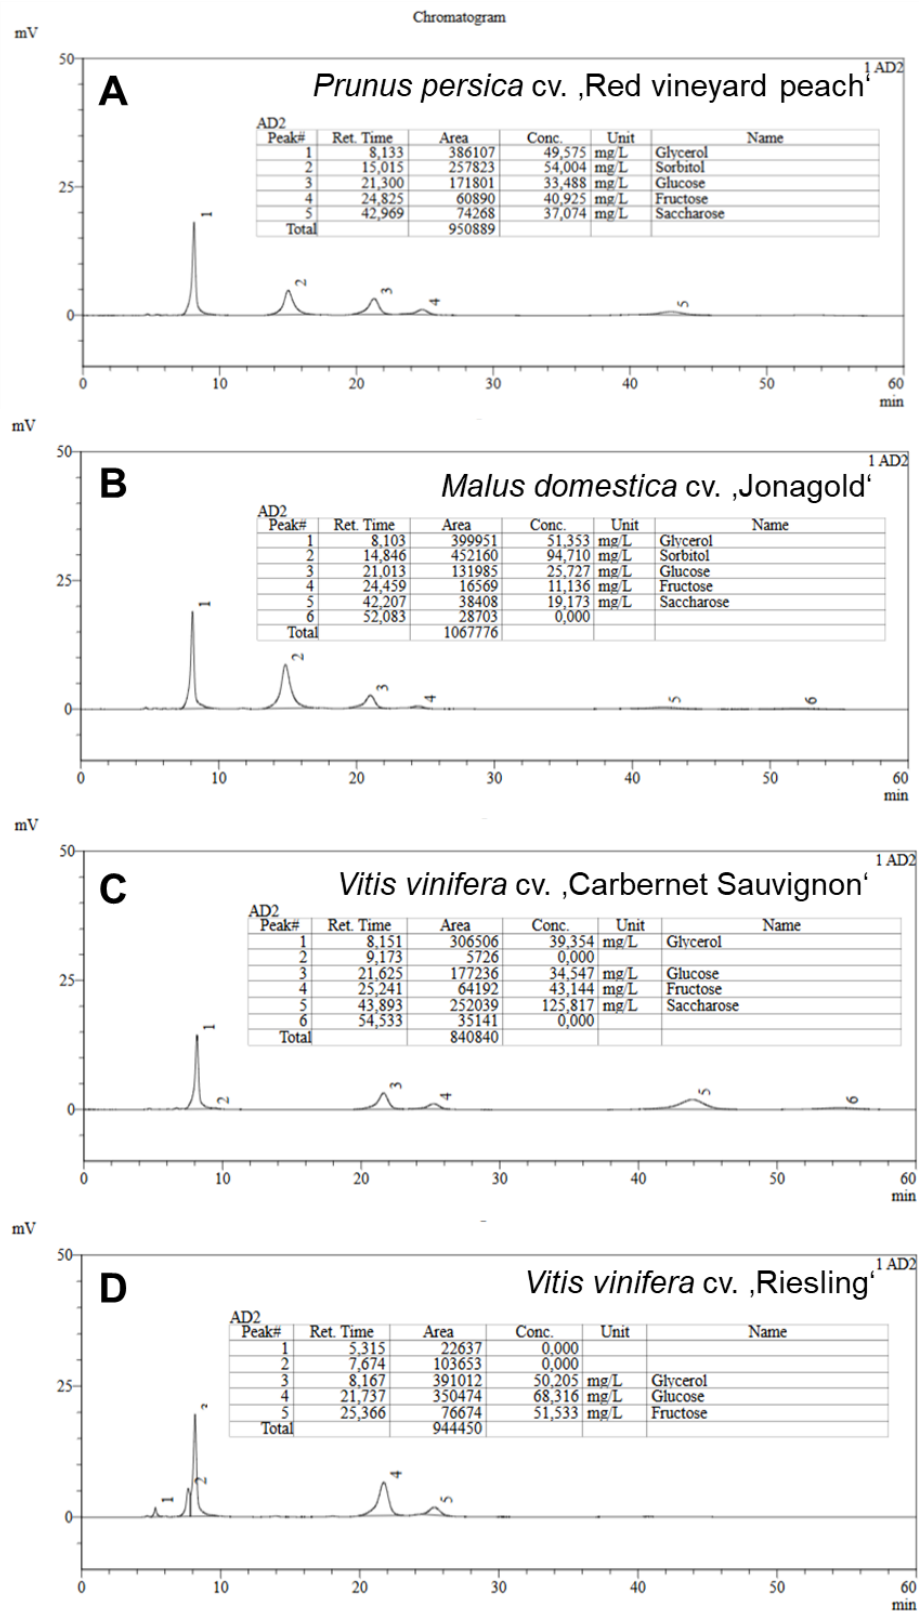 Chromatogram
mV
50
1 AD2
A
Prunus persica cv. ‚Red vineyard peach‘
AD2
Peak# Ret. Time Area Conc. Unit Name
1 8,133 386107 49,575 mg/L Glycerol
2 15,015 257823 54,004 mg/L Sorbitol
3 21,300 171801 33,488 mg/L Glucose
4 24,825 60890 40,925 mg/L Fructose
5 42,969 74268 37,074 mg/L Saccharose
Total 950889
25
1
2
3
4
5
0
0 10 20 30 40 50 60
min
mV
50
1 AD2
B
Malus domestica cv. ‚Jonagold‘
AD2
Peak# Ret. Time Area Conc. Unit Name
1 8,103 399951 51,353 mg/L Glycerol
2 14,846 452160 94,710 mg/L Sorbitol
3 21,013 131985 25,727 mg/L Glucose
4 24,459 16569 11,136 mg/L Fructose
5 42,207 38408 19,173 mg/L Saccharose
6 52,083 28703 0,000
Total 1067776
25
1
2
3
4
5
6
0
0 10 20 30 40 50 60
min
mV
50
1 AD2
C
Vitis vinifera cv. ‚Carbernet Sauvignon‘
AD2
Peak# Ret. Time Area Conc. Unit Name
1 8,151 306506 39,354 mg/L Glycerol
2 9,173 5726 0,000
3 21,625 177236 34,547 mg/L Glucose
4 25,241 64192 43,144 mg/L Fructose
5 43,893 252039 125,817 mg/L Saccharose
6 54,533 35141 0,000
Total 840840
25
1
2
3
4
5
6
0
0 10 20 30 40 50 60
min
mV
50
1 AD2
D
Vitis vinifera cv. ‚Riesling‘
AD2
Peak# Ret. Time Area Conc. Unit Name
1 5,315 22637 0,000
2 7,674 103653 0,000
3 8,167 391012 50,205 mg/L Glycerol
4 21,737 350474 68,316 mg/L Glucose
5 25,366 76674 51,533 mg/L Fructose
Total 944450
25
1
2
4
5
0
0 10 20 30 40 50 60
min